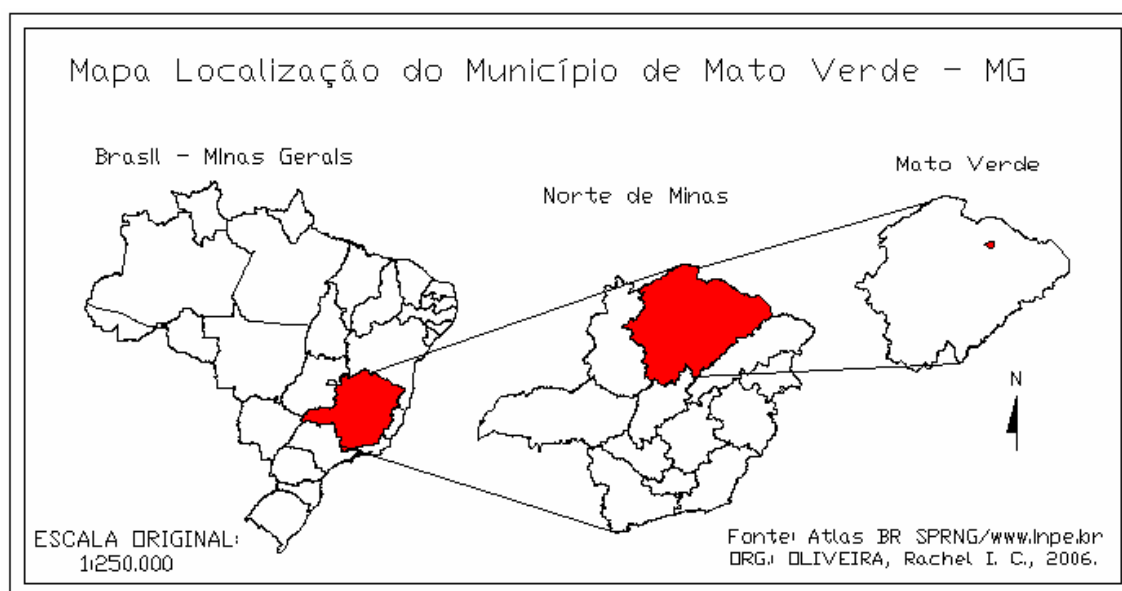 Mapa Localização do Município de Mato Verde - MG
Brasil - Minas Gerais
Norte de Minas
Mato Verde
N
ESCALA ORIGINAL:
1:250.000
Fonte: Atlas BR SPRNG/www.inpe.br
ORG.: OLIVEIRA, Rachel I. C., 2006.